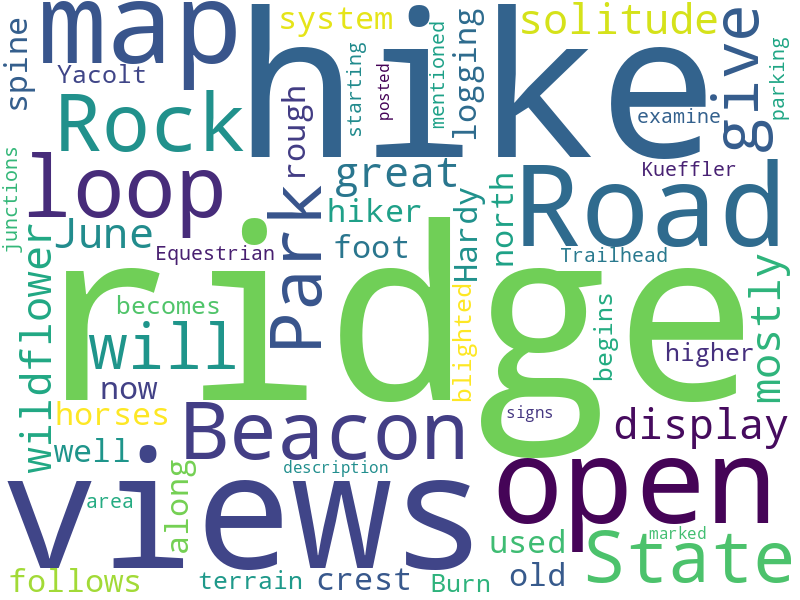 map
hike
system
solitude
spine
Yacolt
Rock
rough
starting
posted
mentioned
logging
examine
give
parking
loop
great
Kueffler
Road
junctions
June
Equestrian
Park
hiker
foot
Hardy
north
Trailhead
wildflower
becomes
ridge
will
now
blighted
begins
higher
mostly
horses
well
Beacon
signs
display
views
area
along
description
open
used
State
marked
follows
terrain
crest
Burn
old